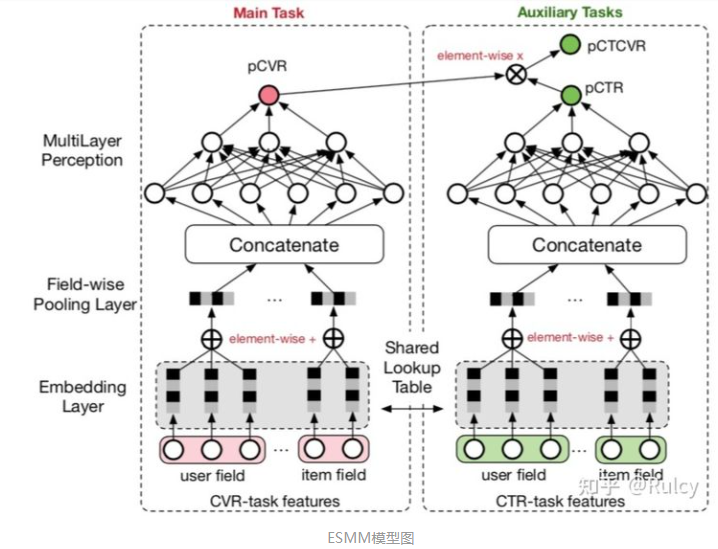 Main Task
Auxiliary Tasks
element-wise x
pCTCVR
pCVR
pCTR
MultiLayer
Perception
Concatenate
Concatenate
Field-wise
Pooling Layer
...
...
element-wise +
element-wise +
Shared
Lookup
Table
Embedding
Layer
...
...
user field
item field
user field
item field
CVR-task features
CTR-task features
知乎 @Rulcy
ESMM模型图